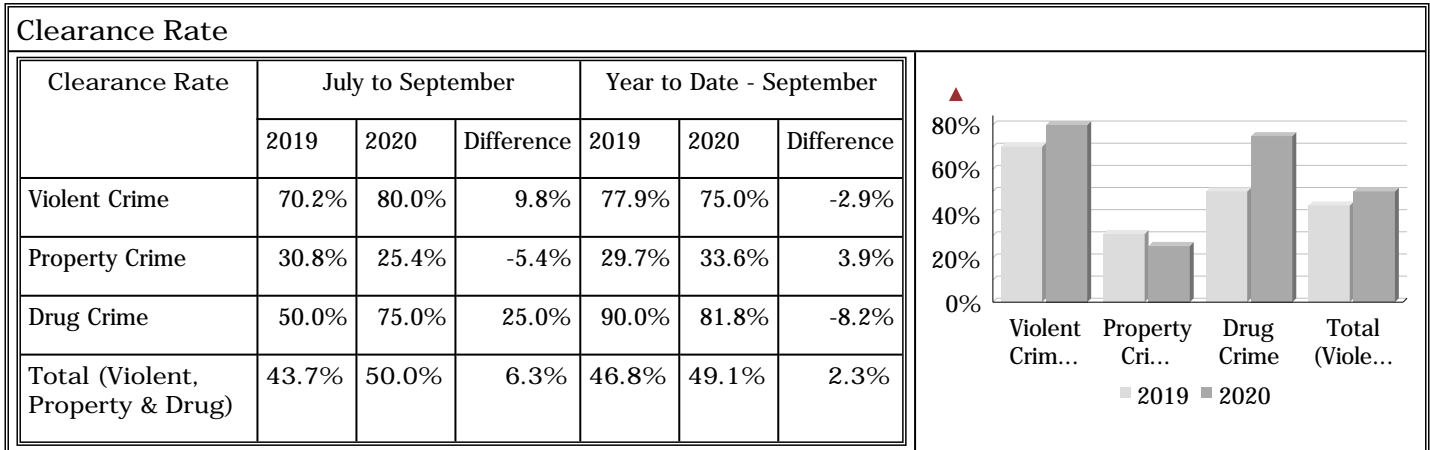 Clearance Rate
Clearance Rate July to September Year to Date - September
2019 2020 Difference 2019 2020 Difference
Violent Crime 70.2% 80.0% 9.8% 77.9% 75.0% -2.9%
Property Crime 30.8% 25.4% -5.4% 29.7% 33.6% 3.9%
Drug Crime 50.0% 75.0% 25.0% 90.0% 81.8% -8.2%
Total (Violent, 43.7% 50.0% 6.3% 46.8% 49.1% 2.3%
Property & Drug)
80%
60%
40%
20%
0%
Violent Property Drug Total
Crim... Cri... Crime (Viole...
2019 2020